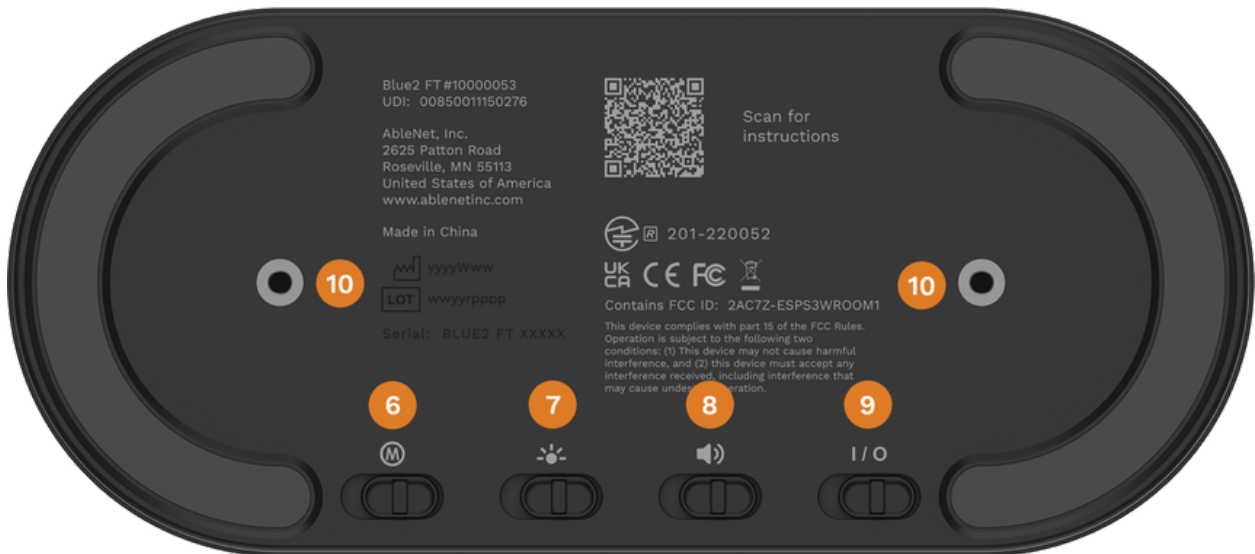 Blue2 FT #10000053
UDI: 00850011150276
AbleNet, Inc.
2625 Patton Road
Roseville, MN 55113
United States of America
www.ablenetinc.com
Made in China
yyyyWww
LOT wwyyrpppp
Serial: BLUE2 FT XXXXX
Scan for
instructions
R 201-220052
UK
CA CE FC
Contains FCC ID: 2AC7Z-ESPS3WROOM1
This device complies with part 15 of the FCC Rules.
Operation is subject to the following two
conditions: (1) This device may not cause harmful
interference, and (2) this device must accept any
interference received, including interference that
may cause
10
10
6
7
8
9
M
I / O